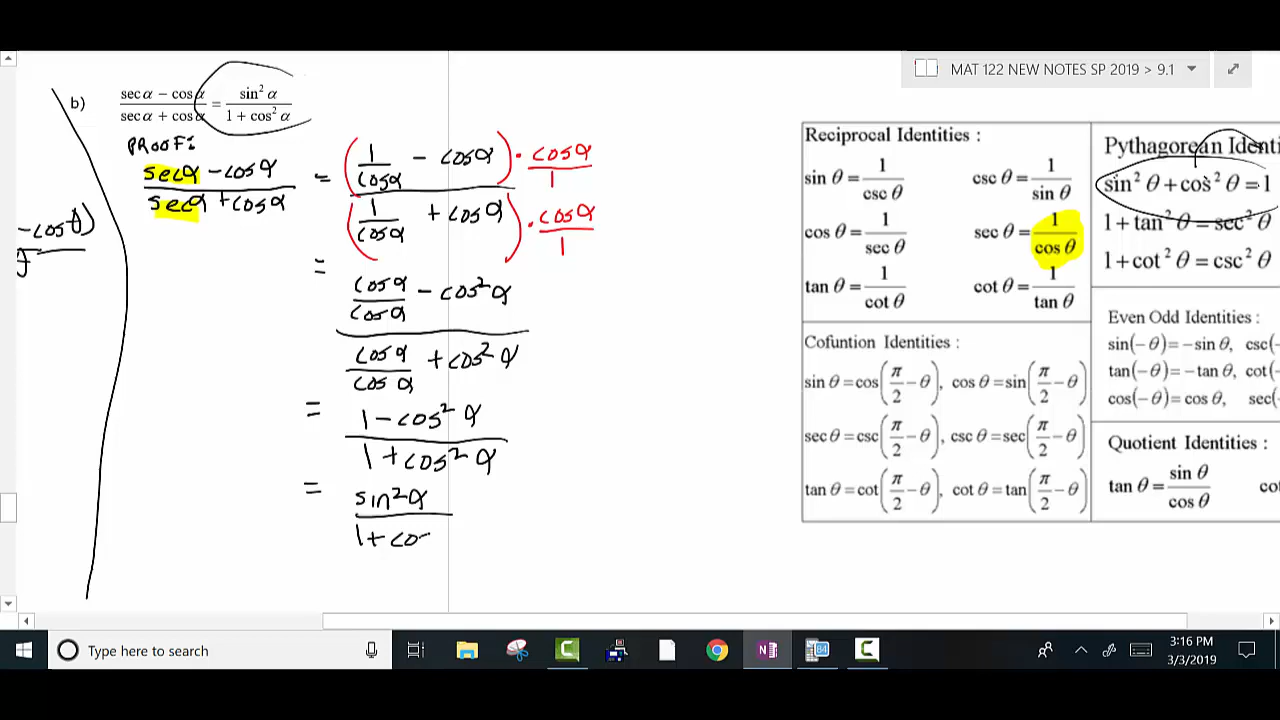 MAT 122 NEW NOTES SP 2019 > 9.1
b) sec α − cos α / sec α + cos α = sin² α / 1 + cos² α
PROOF:
secα − cosα / secα + cosα = (1/cosα − cosα) · cosα/1 / (1/cosα + cosα) · cosα/1
− cosθ)
= cosα/cosα − cos²α / cosα/cosα + cos²α
= 1 − cos²α / 1 + cos²α
= sin²α / 1 + co
Reciprocal Identities :
sin θ = 1/csc θ csc θ = 1/sin θ
cos θ = 1/sec θ sec θ = 1/cos θ
tan θ = 1/cot θ cot θ = 1/tan θ
Cofuntion Identities :
sin θ = cos(π/2 − θ), cos θ = sin(π/2 − θ)
sec θ = csc(π/2 − θ), csc θ = sec(π/2 − θ)
tan θ = cot(π/2 − θ), cot θ = tan(π/2 − θ)
Pythagorean Identi
sin² θ + cos² θ = 1
1 + tan² θ = sec² θ
1 + cot² θ = csc² θ
Even Odd Identities :
sin(−θ) = −sin θ, csc(−
tan(−θ) = −tan θ, cot(−
cos(−θ) = cos θ, sec(−
Quotient Identities :
tan θ = sin θ/cos θ cot
Type here to search
3:16 PM
3/3/2019